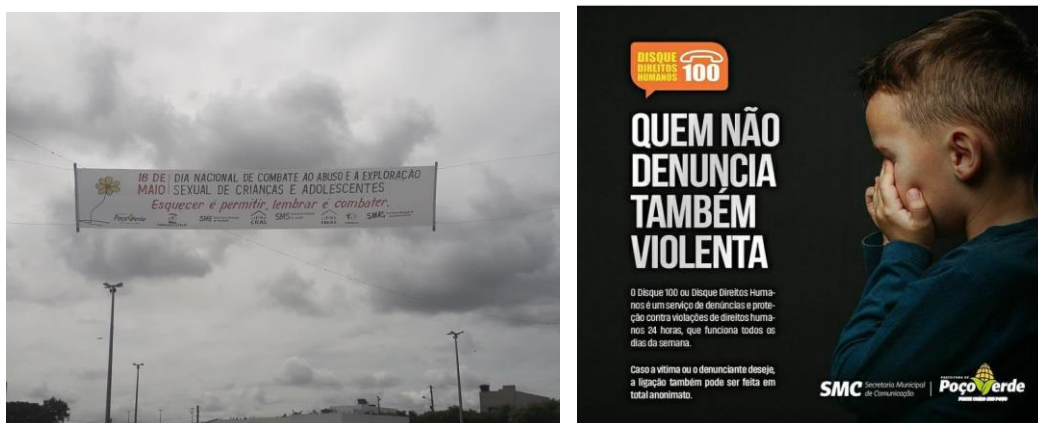 18 DE MAIO
DIA NACIONAL DE COMBATE AO ABUSO E À EXPLORAÇÃO
SEXUAL DE CRIANÇAS E ADOLESCENTES
Esquecer é permitir, lembrar é combater.
Poço Verde
SME
CRAS
SMS
CREAS
SMAS
DISQUE
DIREITOS
HUMANOS
100
QUEM NÃO
DENUNCIA
TAMBÉM
VIOLENTA
O Disque 100 ou Disque Direitos Huma-
nos é um serviço de denúncias e prote-
ção contra violações de direitos huma-
nos 24 horas, que funciona todos os
dias da semana.
Caso a vítima ou o denunciante deseje,
a ligação também pode ser feita em
total anonimato.
SMC Secretaria Municipal
de Comunicação
PREFEITURA DE
Poço Verde